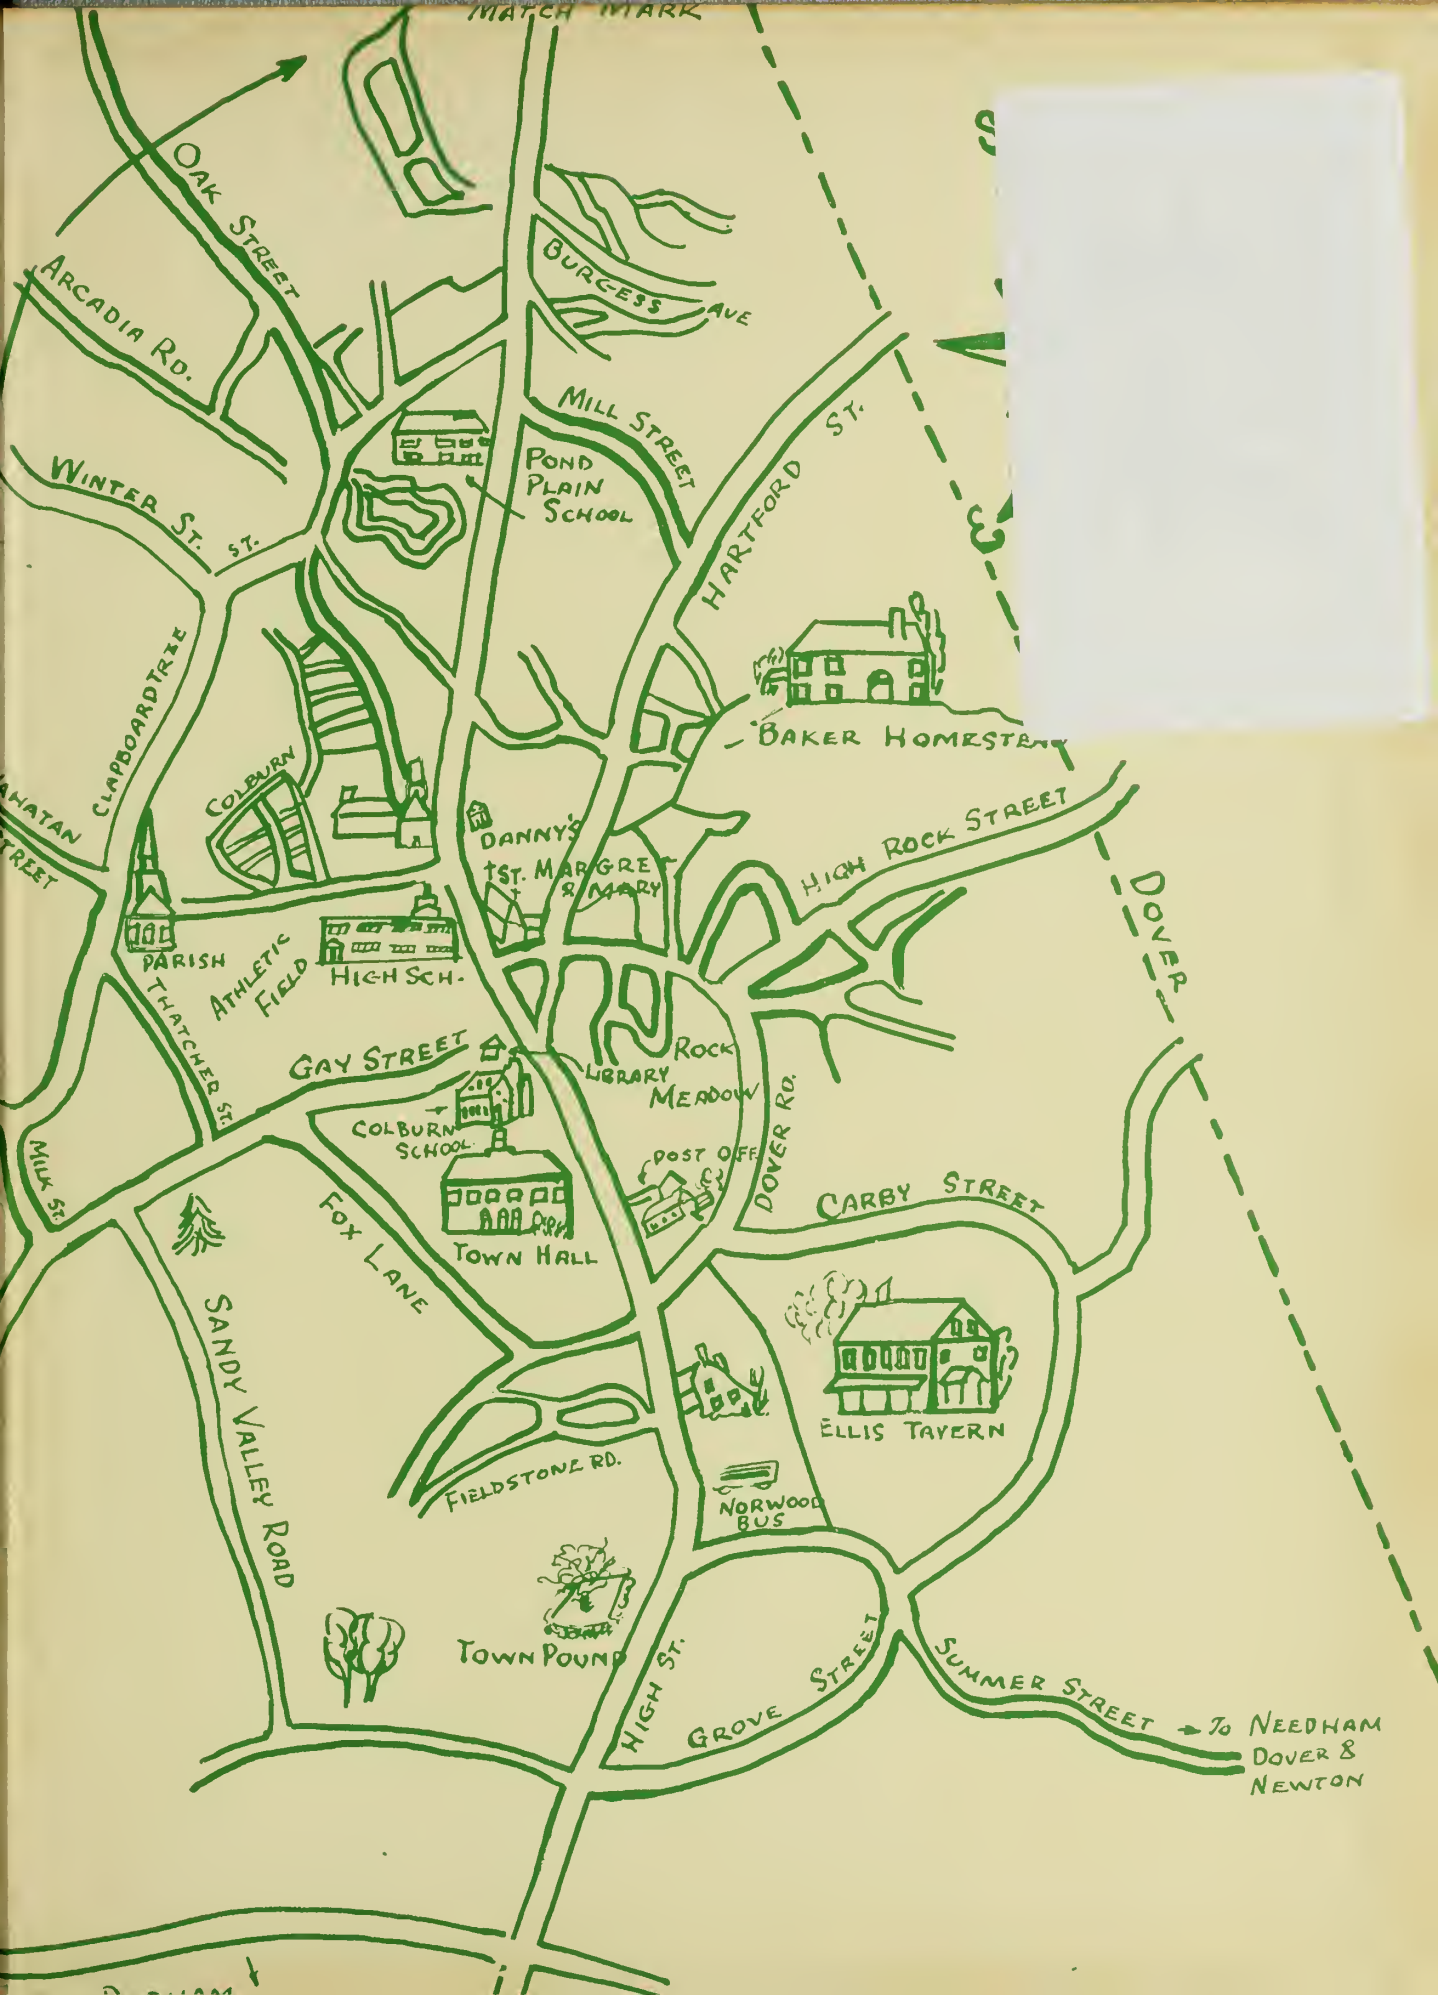 MATCH MARK
S
OAK STREET
ARCADIA RD.
BURGESS AVE
MILL STREET
HARTFORD ST.
POND
PLAIN
SCHOOL
WINTER ST.
ST.
CLAPBOARDTREE
BAKER HOMESTEAD
COLBURN
DANNY'S
ST. MARGRET
& MARY
HIGH ROCK STREET
AHATAN
TREET
DOVER
PARISH
ATHLETIC
FIELD
HIGH SCH.
THATCHER ST.
GAY STREET
LIBRARY
ROCK
MEADOW
DOVER RD.
COLBURN
SCHOOL
MILK ST.
POST OFF.
TOWN HALL
FOX LANE
CARBY STREET
SANDY VALLEY ROAD
ELLIS TAVERN
FIELDSTONE RD.
NORWOOD
BUS
TOWN POUND
HIGH ST.
GROVE STREET
SUMMER STREET
To NEEDHAM
DOVER &
NEWTON